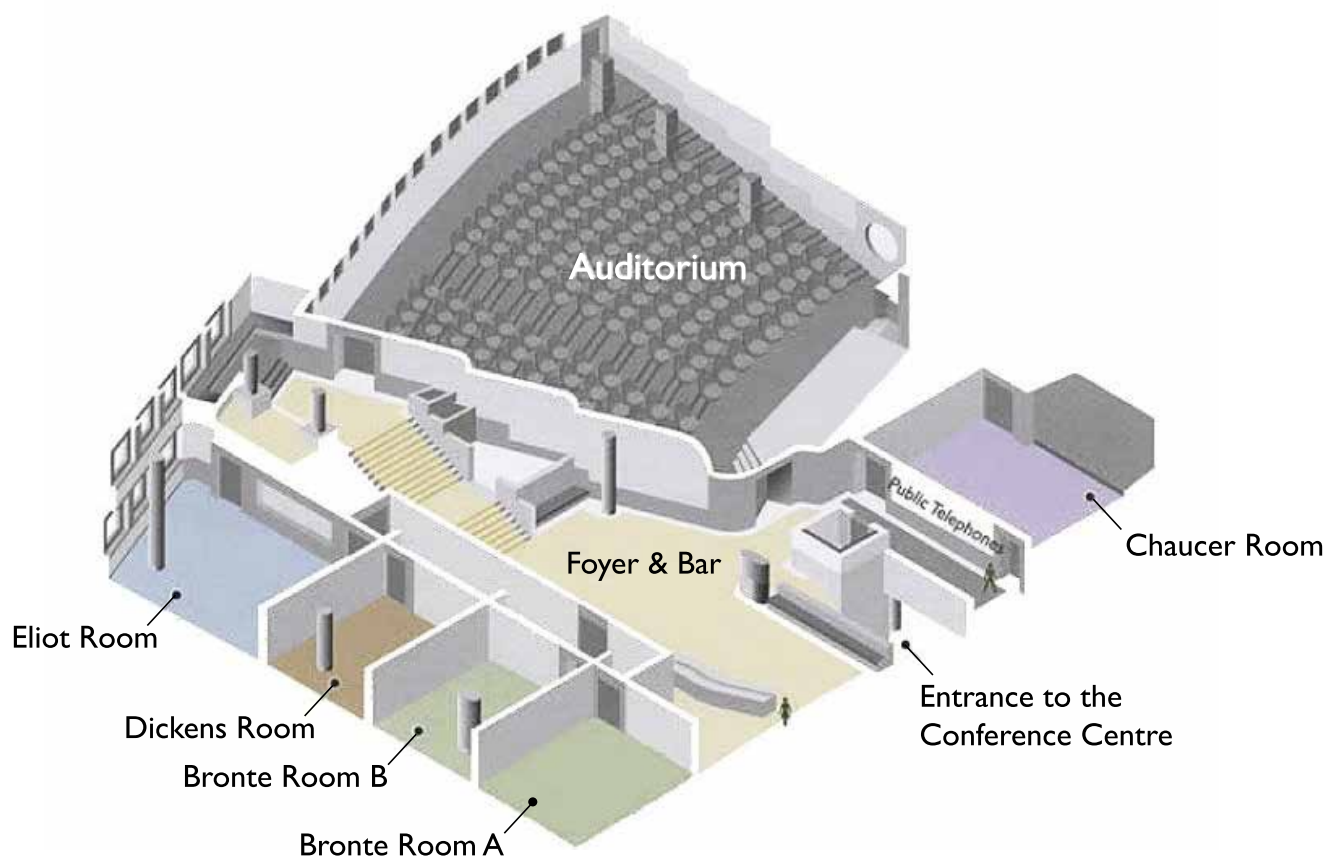 Auditorium
Public Telephones
Chaucer Room
Foyer & Bar
Eliot Room
Entrance to the
Conference Centre
Dickens Room
Bronte Room B
Bronte Room A